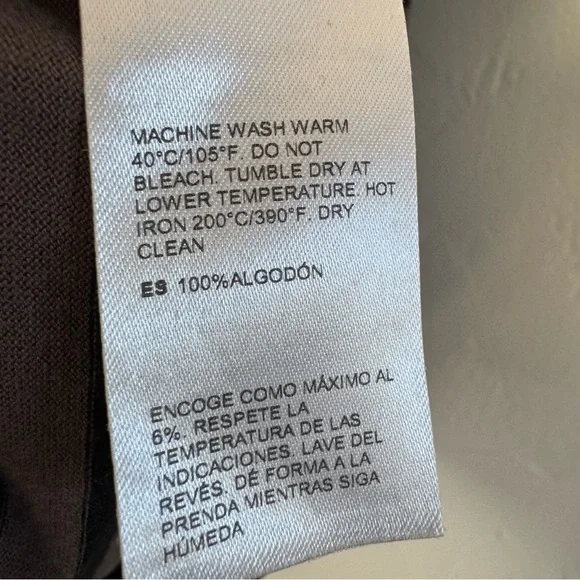 MACHINE WASH WARM
40°C/105°F. DO NOT
BLEACH. TUMBLE DRY AT
LOWER TEMPERATURE. HOT
IRON 200°C/390°F. DRY
CLEAN
ES 100%ALGODÓN
ENCOGE COMO MÁXIMO AL
6%. RESPETE LA
TEMPERATURA DE LAS
INDICACIONES. LAVE DEL
REVÉS. DÉ FORMA A LA
PRENDA MIENTRAS SIGA
HÚMEDA